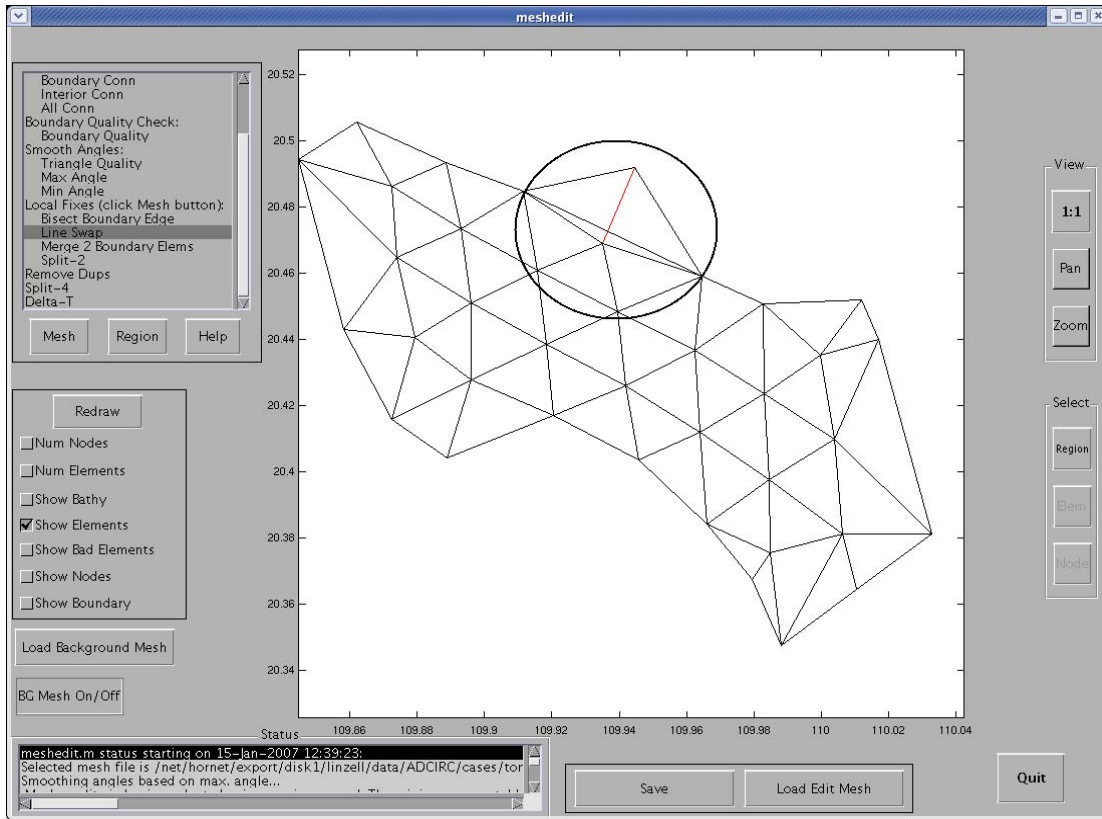 meshedit
Boundary Conn
Interior Conn
All Conn
Boundary Quality Check:
Boundary Quality
Smooth Angles:
Triangle Quality
Max Angle
Min Angle
Local Fixes (click Mesh button):
Bisect Boundary Edge
Line Swap
Merge 2 Boundary Elems
Split-2
Remove Dups
Split-4
Delta-T
Mesh
Region
Help
Redraw
Num Nodes
Num Elements
Show Bathy
Show Elements
Show Bad Elements
Show Nodes
Show Boundary
Load Background Mesh
BG Mesh On/Off
20.52
20.5
20.48
20.46
20.44
20.42
20.4
20.38
20.36
20.34
109.86 109.88 109.9 109.92 109.94 109.96 109.98 110 110.02 110.04
View
1:1
Pan
Zoom
Select
Region
Elem
Node
Status
meshedit.m status starting on 15-Jan-2007 12:39:23:
Selected mesh file is /net/hornet/export/disk1/linzell/data/ADCIRC/cases/tor
Smoothing angles based on max. angle...
Save
Load Edit Mesh
Quit